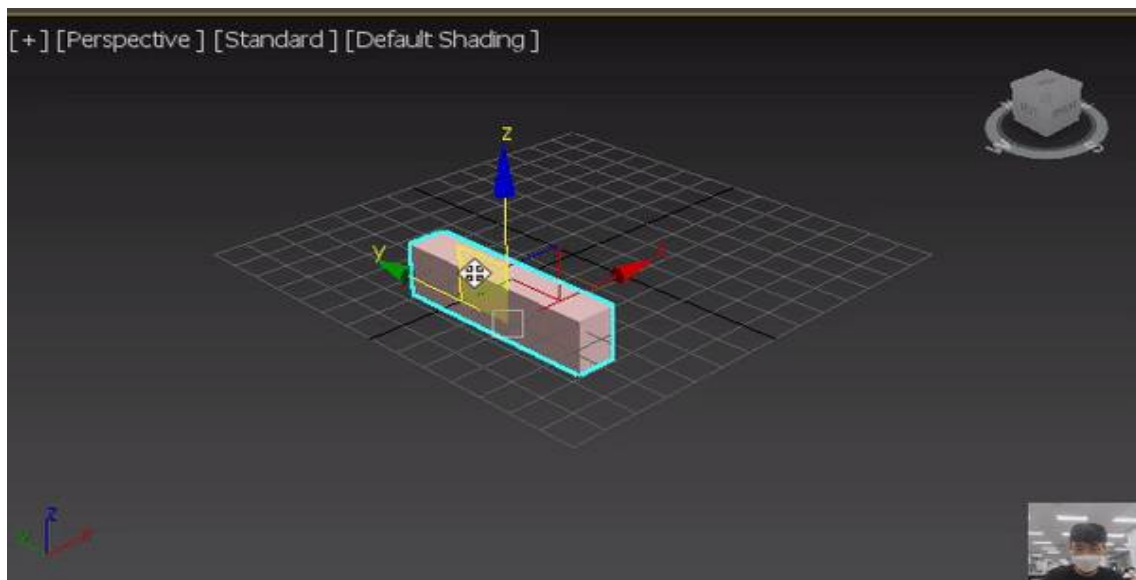 [+] [Perspective ] [Standard ] [Default Shading ]
z
y
x
z
x